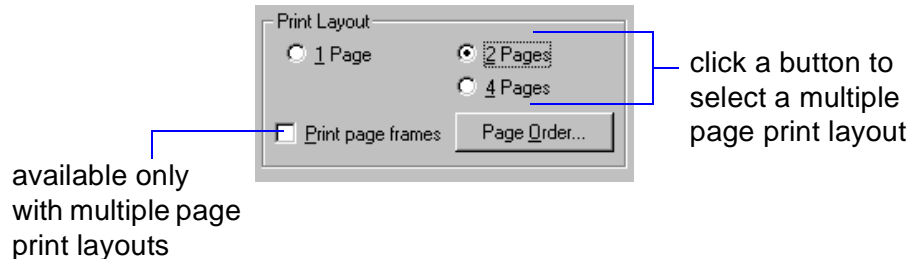 Print Layout
1 Page
2 Pages
4 Pages
Print page frames
Page Order...
click a button to
select a multiple
page print layout
available only
with multiple page
print layouts